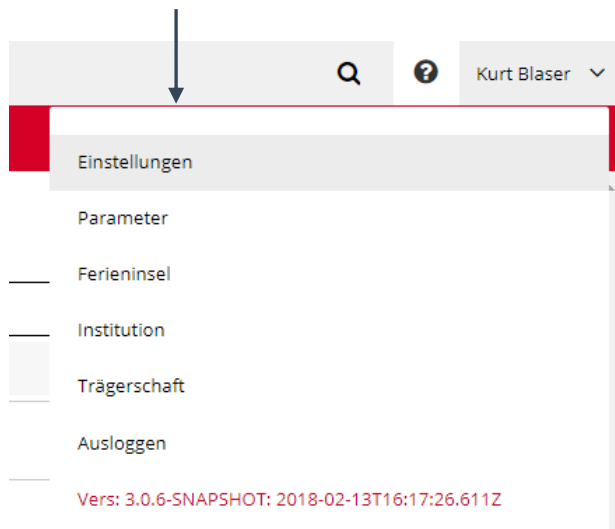 Kurt Blaser
Einstellungen
Parameter
Ferieninsel
Institution
Trägerschaft
Ausloggen
Vers: 3.0.6-SNAPSHOT: 2018-02-13T16:17:26.611Z